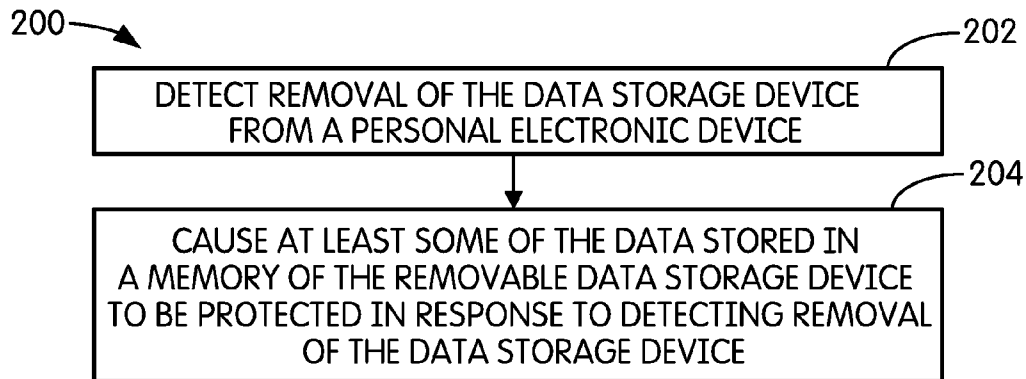 200
202
DETECT REMOVAL OF THE DATA STORAGE DEVICE
FROM A PERSONAL ELECTRONIC DEVICE
204
CAUSE AT LEAST SOME OF THE DATA STORED IN
A MEMORY OF THE REMOVABLE DATA STORAGE DEVICE
TO BE PROTECTED IN RESPONSE TO DETECTING REMOVAL
OF THE DATA STORAGE DEVICE